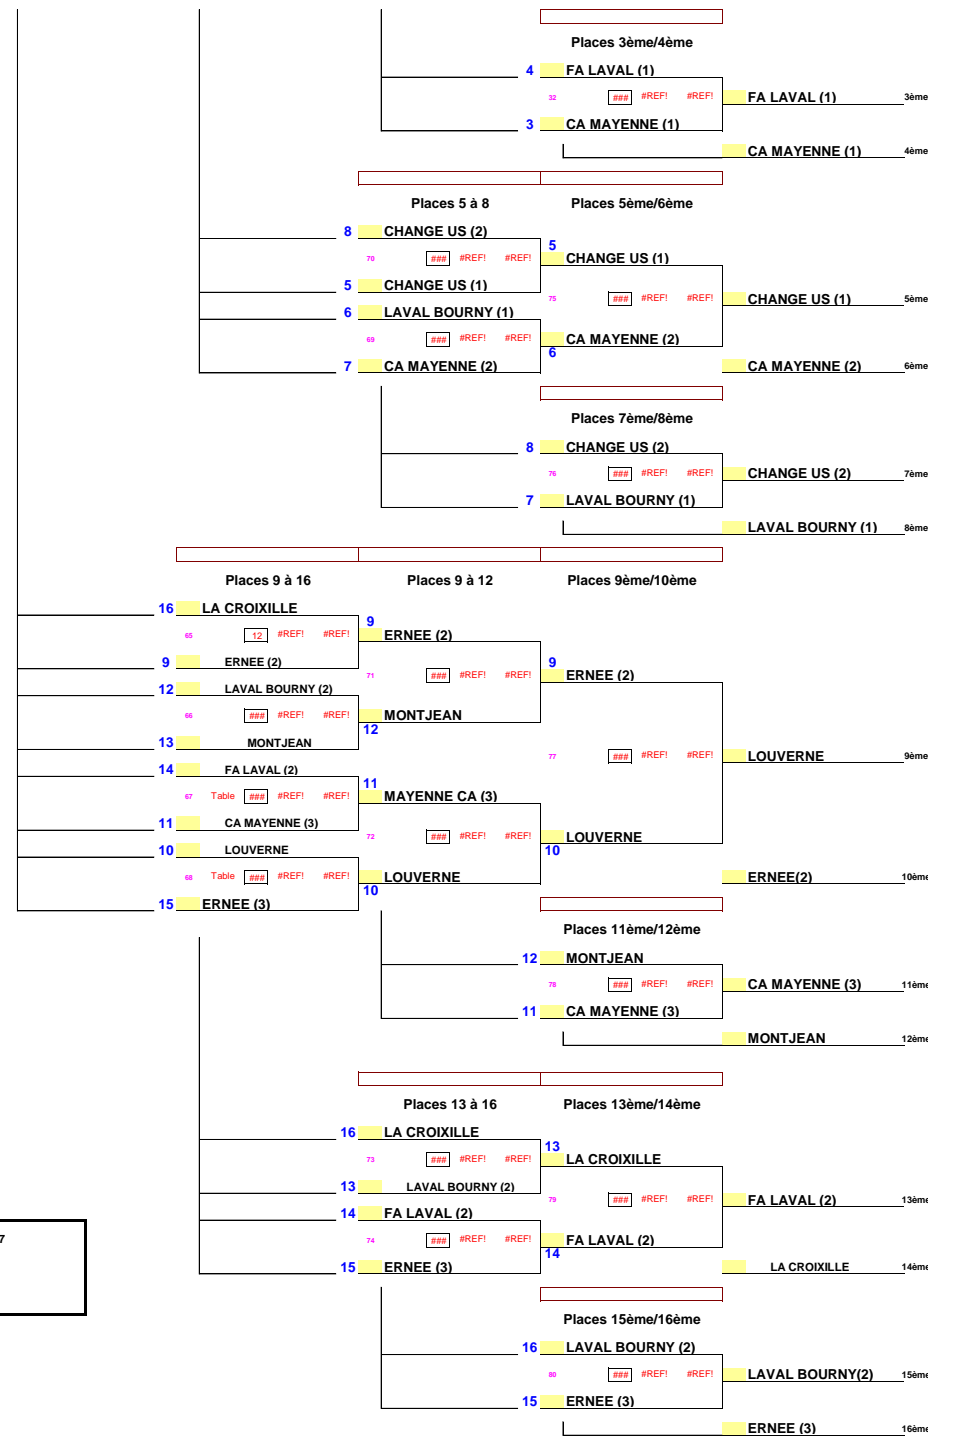 Places 3ème/4ème
4 FA LAVAL (1)
32 ### #REF! #REF! FA LAVAL (1) 3ème
3 CA MAYENNE (1)
CA MAYENNE (1) 4ème
Places 5 à 8 Places 5ème/6ème
8 CHANGE US (2)
5
70 ### #REF! #REF! CHANGE US (1)
5 CHANGE US (1)
75 ### #REF! #REF! CHANGE US (1) 5ème
6 LAVAL BOURNY (1)
69 ### #REF! #REF! CA MAYENNE (2)
6
7 CA MAYENNE (2) CA MAYENNE (2) 6ème
Places 7ème/8ème
8 CHANGE US (2)
76 ### #REF! #REF! CHANGE US (2) 7ème
7 LAVAL BOURNY (1)
LAVAL BOURNY (1) 8ème
Places 9 à 16 Places 9 à 12 Places 9ème/10ème
16 LA CROIXILLE
9
65 12 #REF! #REF! ERNEE (2)
9 ERNEE (2) 9
71 ### #REF! #REF! ERNEE (2)
12 LAVAL BOURNY (2)
66 ### #REF! #REF! MONTJEAN
12
13 MONTJEAN
77 ### #REF! #REF! LOUVERNE 9ème
14 FA LAVAL (2)
11
67 Table ### #REF! #REF! MAYENNE CA (3)
11 CA MAYENNE (3)
72 ### #REF! #REF! LOUVERNE
10 LOUVERNE 10
68 Table ### #REF! #REF! LOUVERNE ERNEE(2) 10ème
10
15 ERNEE (3)
Places 11ème/12ème
12 MONTJEAN
78 ### #REF! #REF! CA MAYENNE (3) 11ème
11 CA MAYENNE (3)
MONTJEAN 12ème
Places 13 à 16 Places 13ème/14ème
16 LA CROIXILLE
13
73 ### #REF! #REF! LA CROIXILLE
13 LAVAL BOURNY (2)
79 ### #REF! #REF! FA LAVAL (2) 13ème
14 FA LAVAL (2)
74 ### #REF! #REF! FA LAVAL (2)
14
15 ERNEE (3) LA CROIXILLE 14ème
7
Places 15ème/16ème
16 LAVAL BOURNY (2)
80 ### #REF! #REF! LAVAL BOURNY(2) 15ème
15 ERNEE (3)
ERNEE (3) 16ème